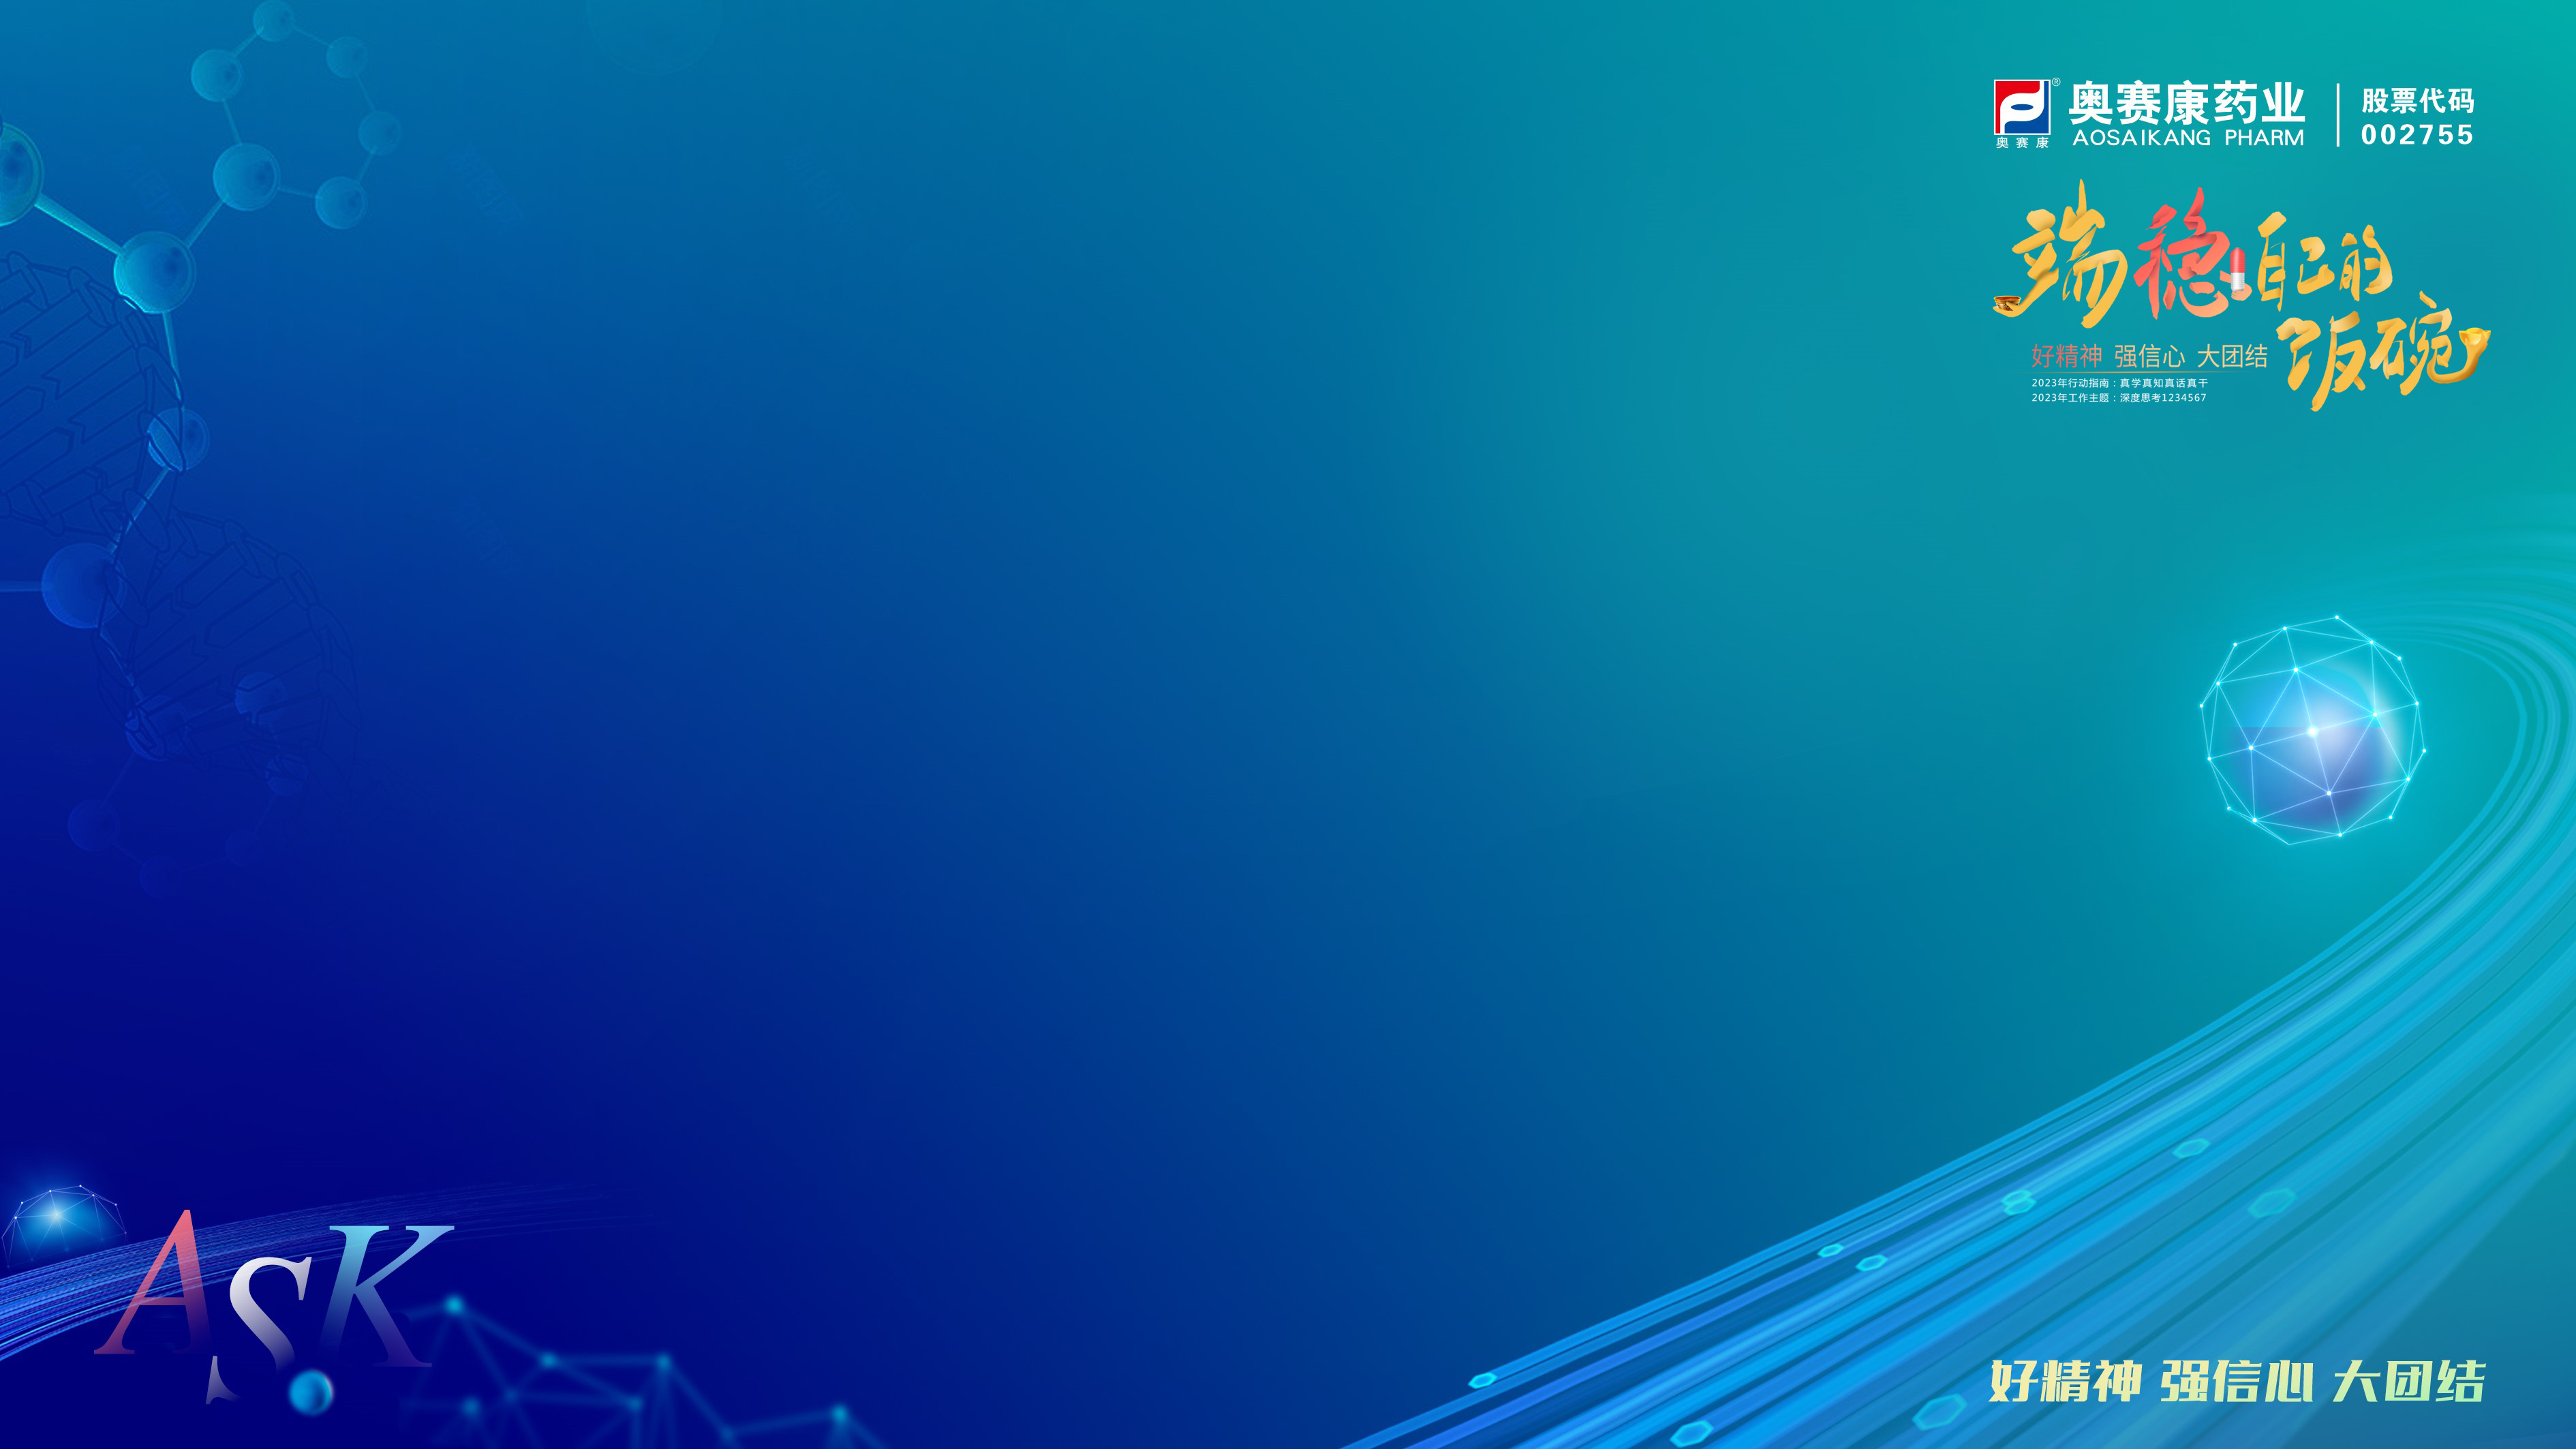 奥赛康药业
AOSAIKANG PHARM
股票代码
002755
®
奥赛康
端稳自己的
饭碗
好精神 强信心 大团结
2023年行动指南：真学真知真话真干
2023年工作主题：深度思考1234567
ASK
好精神 强信心 大团结